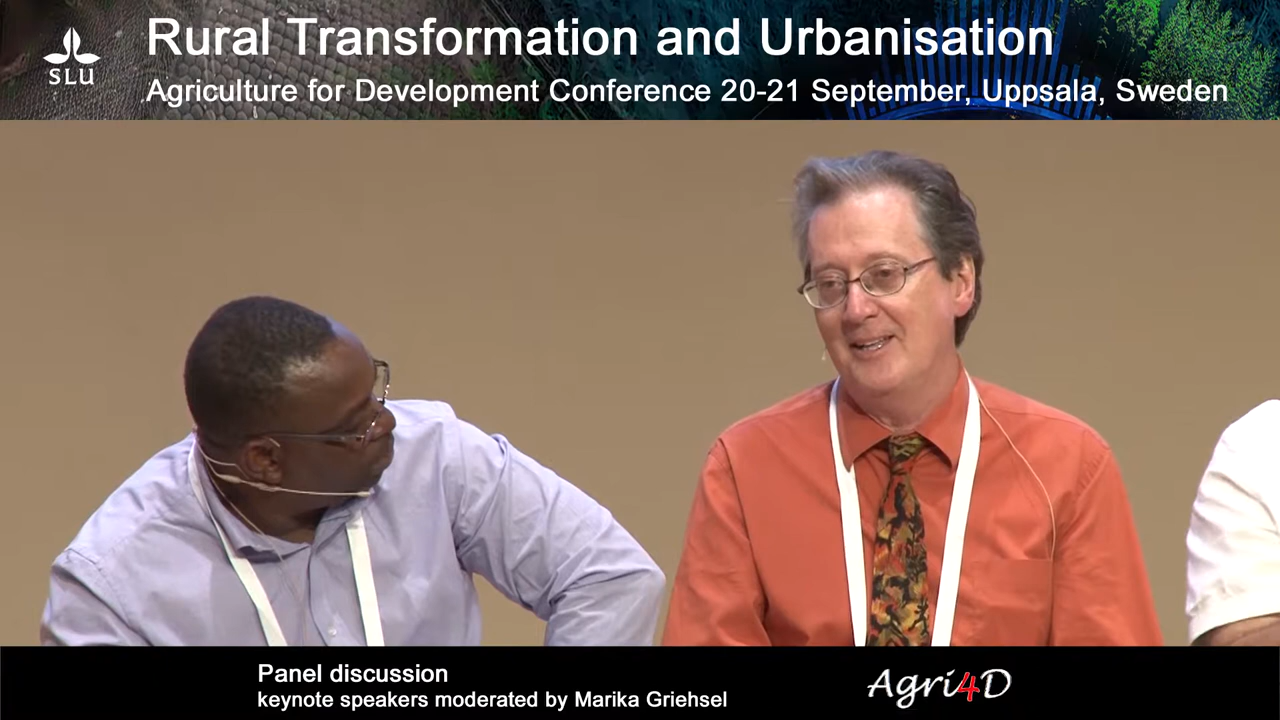 Rural Transformation and Urbanisation
SLU
Agriculture for Development Conference 20-21 September, Uppsala, Sweden
Panel discussion
keynote speakers moderated by Marika Griehsel
Agri4D